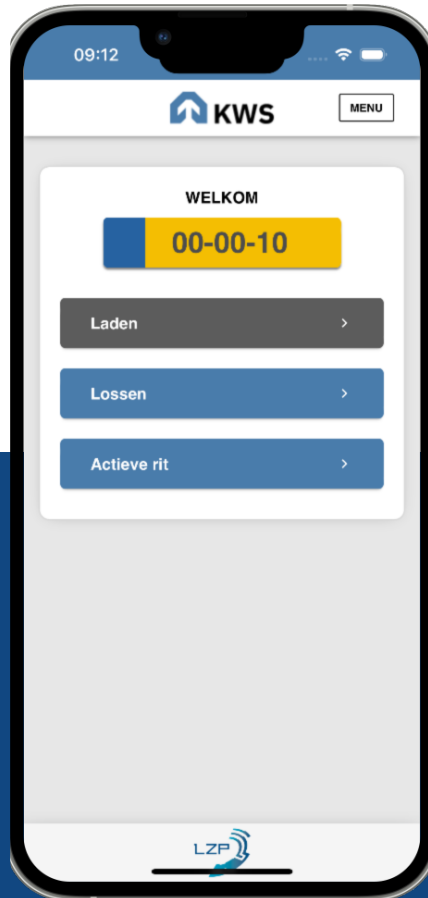 09:12
KWS
MENU
WELKOM
00-00-10
Laden
Lossen
Actieve rit
LZP